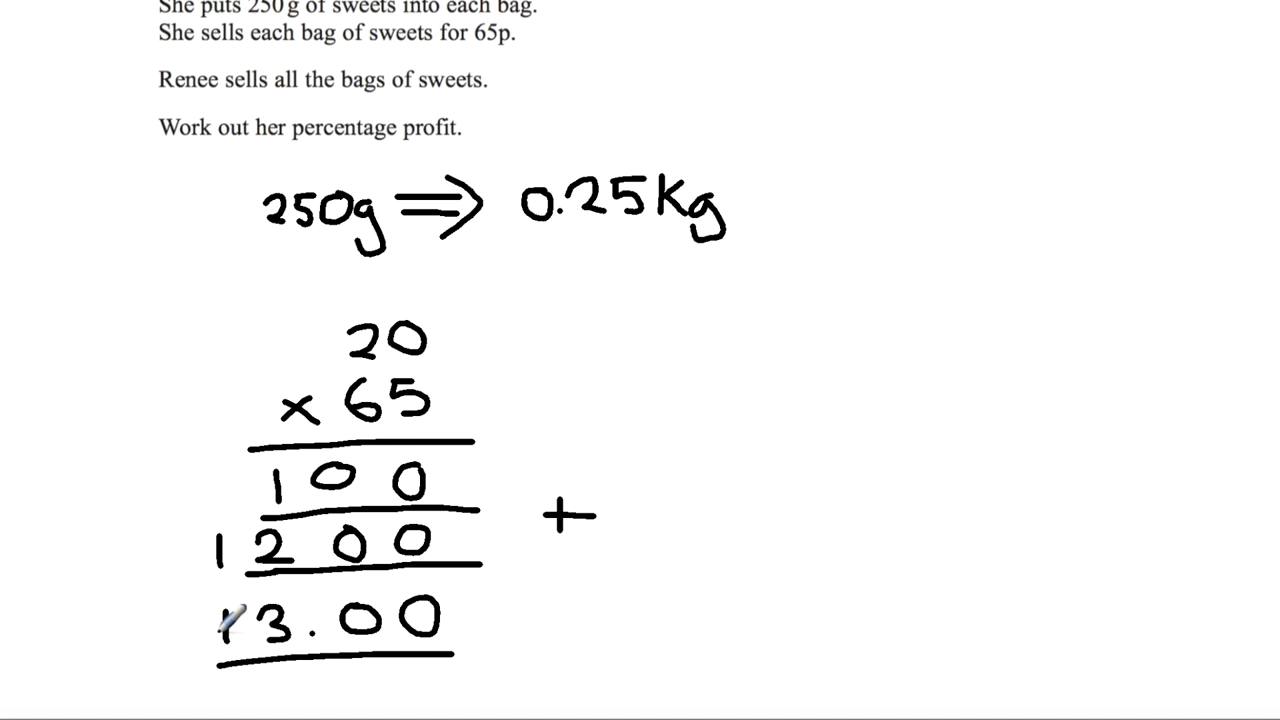 She puts 250 g of sweets into each bag.
She sells each bag of sweets for 65p.
Renee sells all the bags of sweets.
Work out her percentage profit.
250g ⇒ 0.25Kg
20
× 65
100
+
1200
13.00